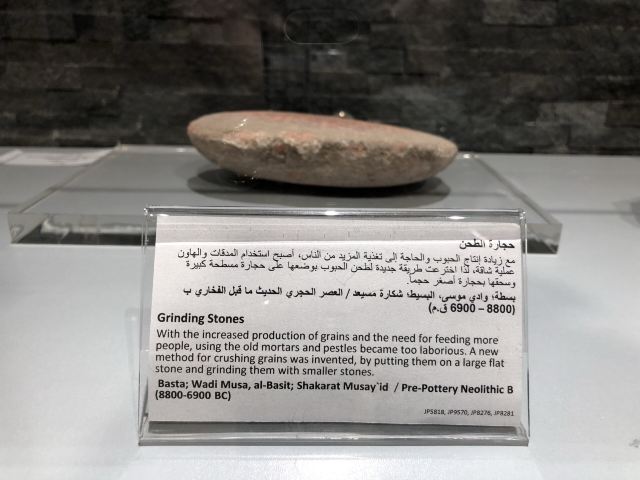 حجارة الطحن
مع زيادة إنتاج الحبوب والحاجة إلى تغذية المزيد من الناس، أصبح استخدام المدقات والهاون
عملية شاقة، لذا اخترعت طريقة جديدة لطحن الحبوب بوضعها على حجارة مسطحة كبيرة
وسحقها بحجارة أصغر حجماً.
بسطة؛ وادي موسى، البسيط؛ شكارة مسيعد / العصر الحجري الحديث ما قبل الفخاري ب
(8800 – 6900 ق.م)
Grinding Stones
With the increased production of grains and the need for feeding more
people, using the old mortars and pestles became too laborious. A new
method for crushing grains was invented, by putting them on a large flat
stone and grinding them with smaller stones.
Basta; Wadi Musa, al-Basit; Shakarat Musay`id / Pre-Pottery Neolithic B
(8800-6900 BC)
JP5818, JP9570, JP8276, JP8281